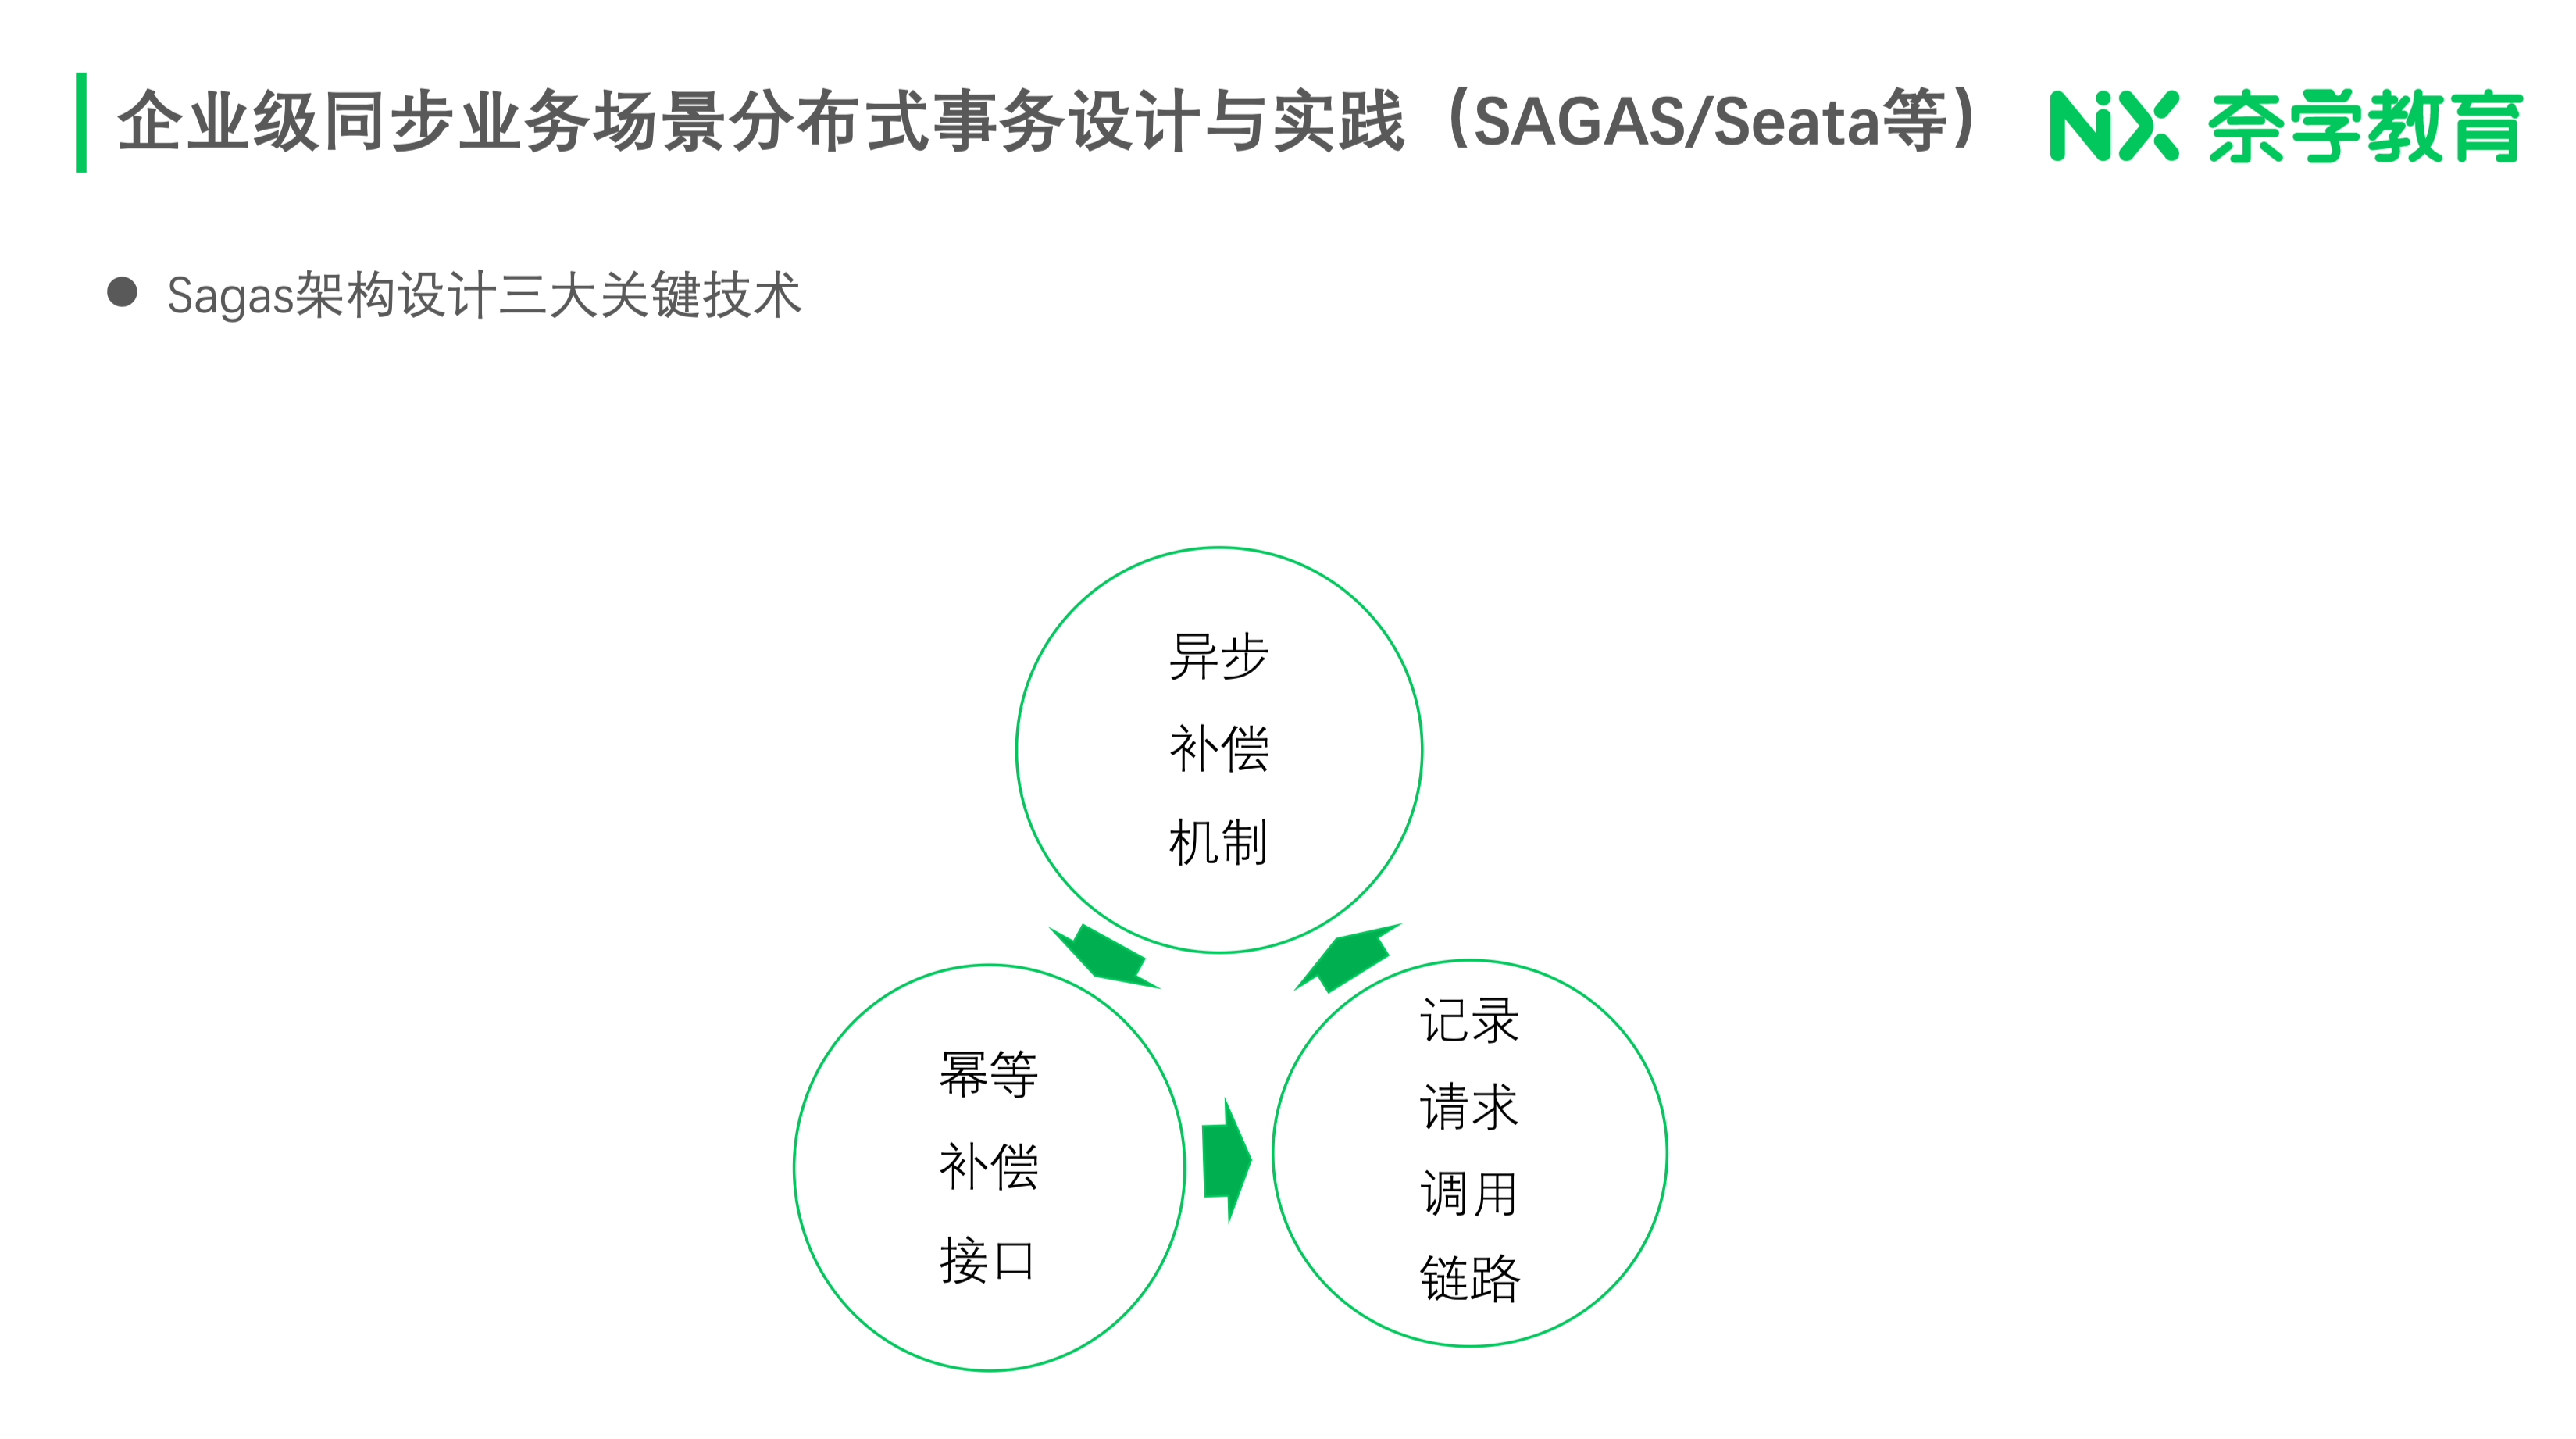 企业级同步业务场景分布式事务设计与实践（SAGAS/Seata等）
NX 奈学教育
Sagas架构设计三大关键技术
异步
补偿
机制
幂等
补偿
接口
记录
请求
调用
链路